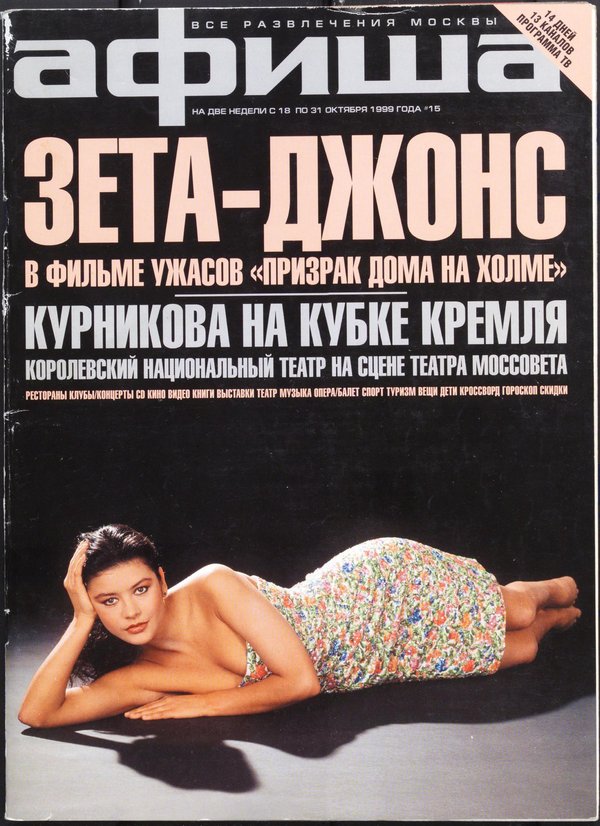 ВСЕ РАЗВЛЕЧЕНИЯ МОСКВЫ
афиша
14 ДНЕЙ
13 КАНАЛОВ
ПРОГРАММА ТВ
НА ДВЕ НЕДЕЛИ С 18 ПО 31 ОКТЯБРЯ 1999 ГОДА #15
ЗЕТА-ДЖОНС
В ФИЛЬМЕ УЖАСОВ «ПРИЗРАК ДОМА НА ХОЛМЕ»
КУРНИКОВА НА КУБКЕ КРЕМЛЯ
КОРОЛЕВСКИЙ НАЦИОНАЛЬНЫЙ ТЕАТР НА СЦЕНЕ ТЕАТРА МОССОВЕТА
РЕСТОРАНЫ КЛУБЫ/КОНЦЕРТЫ CD КИНО ВИДЕО КНИГИ ВЫСТАВКИ ТЕАТР МУЗЫКА ОПЕРА/БАЛЕТ СПОРТ ТУРИЗМ ВЕЩИ ДЕТИ КРОССВОРД ГОРОСКОП СКИДКИ